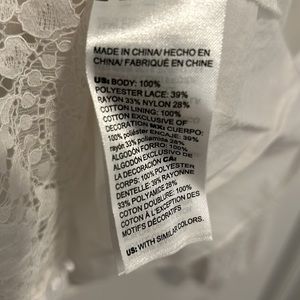 MADE IN CHINA/ HECHO EN
CHINA/ FABRIQUÉ EN CHINE
US: BODY: 100%
POLYESTER LACE: 39%
RAYON 33% NYLON 28%
COTTON LINING: 100%
COTTON EXCLUSIVE OF
DECORATION MX: CUERPO:
100% poliéster ENCAJE: 39%
rayón 33% poliamida 28%
ALGODÓN FORRO: 100%
ALGODÓN EXCLUSIVO DE
LA DECORACIÓN CA:
CORPS: 100% POLYESTER
DENTELLE: 39% RAYONNE
33% POLYAMIDE 28%
COTON DOUBLURE: 100%
COTON À L'EXCEPTION DES
MOTIFS DÉCORATIFS
US: WITH SIMILAR COLORS.